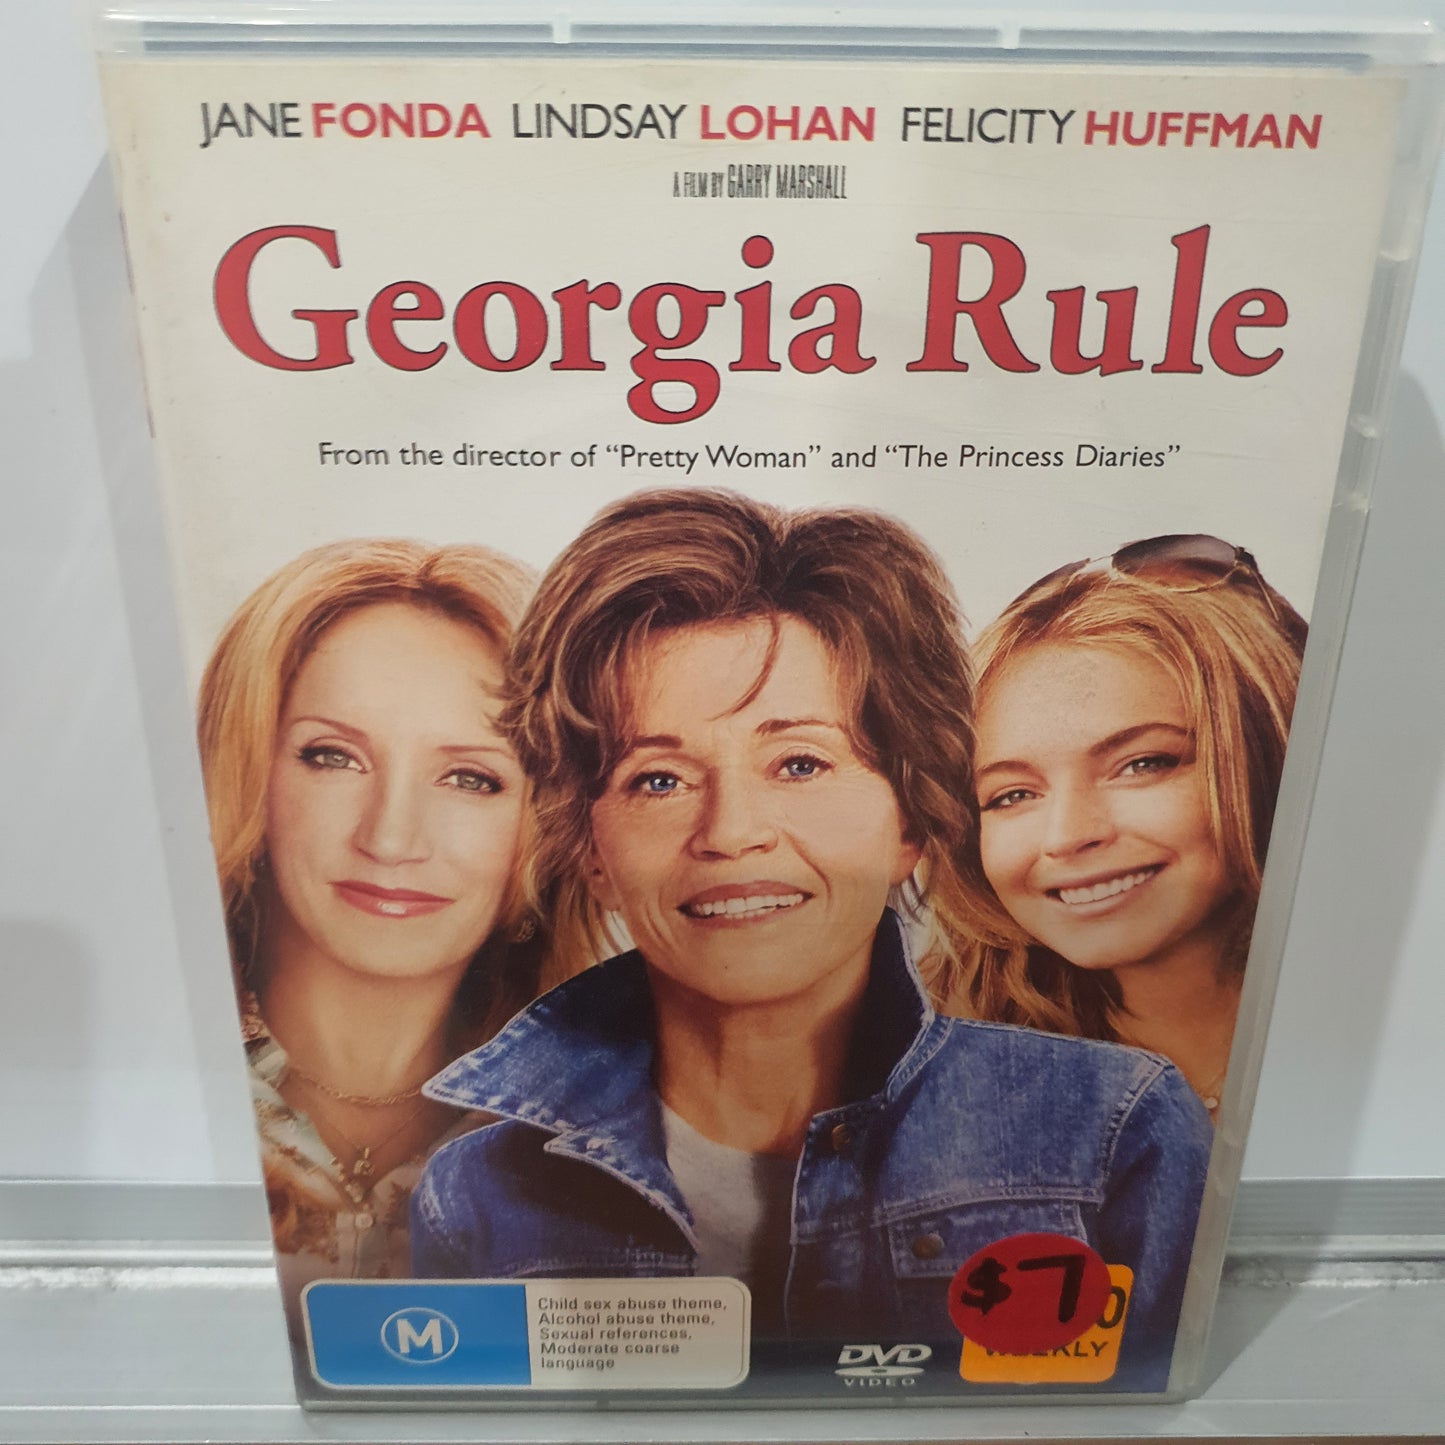 JANE FONDA LINDSAY LOHAN FELICITY HUFFMAN
A FILM BY GARRY MARSHALL
Georgia Rule
From the director of “Pretty Woman” and “The Princess Diaries”
M
Child sex abuse theme,
Alcohol abuse theme,
Sexual references,
Moderate coarse
language
DVD
VIDEO
$7